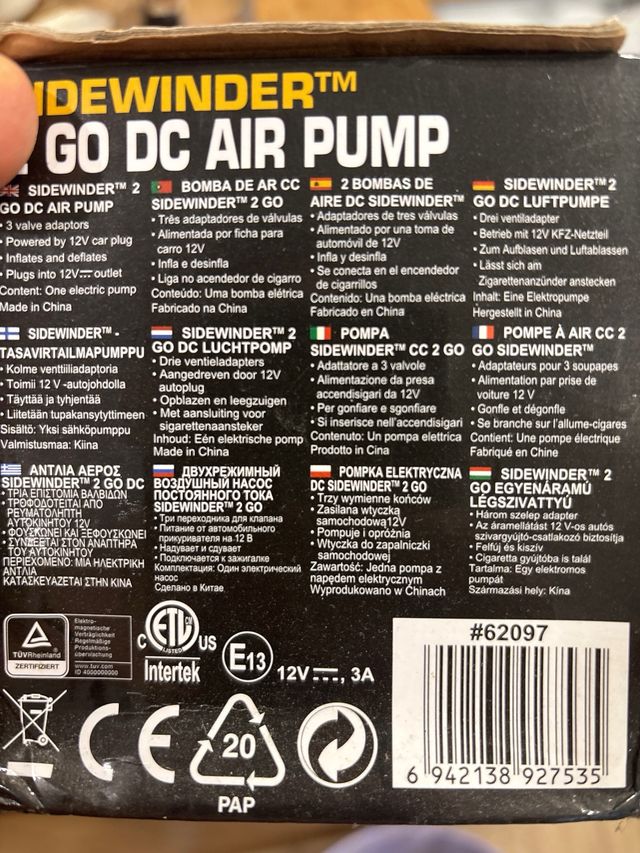 IDEWINDER™
GO DC AIR PUMP
SIDEWINDER™ 2
GO DC AIR PUMP
• 3 valve adaptors
• Powered by 12V car plug
• Inflates and deflates
• Plugs into 12V⎓ outlet
Content: One electric pump
Made in China
BOMBA DE AR CC
SIDEWINDER™ 2 GO
• Três adaptadores de válvulas
• Alimentada por ficha para
carro 12V
• Infla e desinfla
• Liga no acendedor de cigarro
Conteúdo: Uma bomba elétrica
Fabricado na China
2 BOMBAS DE
AIRE DC SIDEWINDER™
• Adaptadores de tres válvulas
• Alimentado por una toma de
automóvil de 12V
• Infla y desinfla
• Se conecta en el encendedor
de cigarrillos
Contenido: Una bomba eléctrica
Fabricado en China
SIDEWINDER™ 2
GO DC LUFTPUMPE
• Drei ventiladapter
• Betrieb mit 12V KFZ-Netzteil
• Zum Aufblasen und Luftablassen
• Lässt sich am
Zigarettenanzünder anstecken
Inhalt: Eine Elektropumpe
Hergestellt in China
SIDEWINDER™ -
TASAVIRTAILMAPUMPPU
• Kolme venttiiliadaptoria
• Toimii 12 V -autojohdolla
• Täyttää ja tyhjentää
• Liitetään tupakansytyttimeen
Sisältö: Yksi sähköpumppu
Valmistusmaa: Kiina
SIDEWINDER™ 2
GO DC LUCHTPOMP
• Drie ventieladapters
• Aangedreven door 12V
autoplug
• Opblazen en leegzuigen
• Met aansluiting voor
sigarettenaansteker
Inhoud: Eén elektrische pomp
Made in China
POMPA
SIDEWINDER™ CC 2 GO
• Adattatore a 3 valvole
• Alimentazione da presa
accendisigari da 12V
• Per gonfiare e sgonfiare
• Si inserisce nell'accendisigari
Contenuto: Un pompa elettrica
Prodotto in Cina
POMPE À AIR CC 2
GO SIDEWINDER™
• Adaptateurs pour 3 soupapes
• Alimentation par prise de
voiture 12 V
• Gonfle et dégonfle
• Se branche sur l'allume-cigares
Contient: Une pompe électrique
Fabriqué en Chine
ΑΝΤΛΙΑ ΑΕΡΟΣ
SIDEWINDER™ 2 GO DC
• ΤΡΙΑ ΕΠΙΣΤΟΜΙΑ ΒΑΛΒΙΔΩΝ
• ΤΡΟΦΟΔΟΤΕΙΤΑΙ ΑΠΟ
ΡΕΥΜΑΤΟΛΗΠΤΗ
ΑΥΤΟΚΙΝΗΤΟΥ 12V
• ΦΟΥΣΚΩΝΕΙ ΚΑΙ ΞΕΦΟΥΣΚΩΝΕΙ
• ΣΥΝΔΕΕΤΑΙ ΣΤΟΝ ΑΝΑΠΤΗΡΑ
ΤΟΥ ΑΥΤΟΚΙΝΗΤΟΥ
ΠΕΡΙΕΧΟΜΕΝΟ: ΜΙΑ ΗΛΕΚΤΡΙΚΗ
ΑΝΤΛΙΑ
ΚΑΤΑΣΚΕΥΑΖΕΤΑΙ ΣΤΗΝ ΚΙΝΑ
ДВУХРЕЖИМНЫЙ
ВОЗДУШНЫЙ НАСОС
ПОСТОЯННОГО ТОКА
SIDEWINDER™ 2 GO
• Три переходника для клапана
• Питание от автомобильного
прикуривателя на 12 В
• Надувает и сдувает
• Подключается к зажигалке
Комплектация: Один электрический
насос
Сделано в Китае
POMPKA ELEKTRYCZNA
DC SIDEWINDER™ 2 GO
• Trzy wymienne końców
• Zasilana wtyczką
samochodową12V
• Pompuje i opróżnia
• Wtyczka do zapalniczki
samochodowej
Zawartość: Jedna pompa z
napędem elektrycznym
Wyprodukowano w Chinach
SIDEWINDER™ 2
GO EGYENÁRAMÚ
LÉGSZIVATTYÚ
• Három szelep adapter
• Az áramellátást 12 V-os autós
szivargyújtó-csatlakozó biztosítja
• Felfúj és kiszív
• Cigaretta gyújtóba is talál
Tartalma: Egy elektromos
pumpát
Származási hely: Kína
TÜVRheinland
ZERTIFIZIERT
Elektro-
magnetische
Verträglichkeit
Regelmäßige
Produktions-
überwachung
www.tuv.com
ID 4000000000
C ETL CM US
LISTED
Intertek
E13
12V⎓, 3A
CE
20
PAP
#62097
6 942138 927535